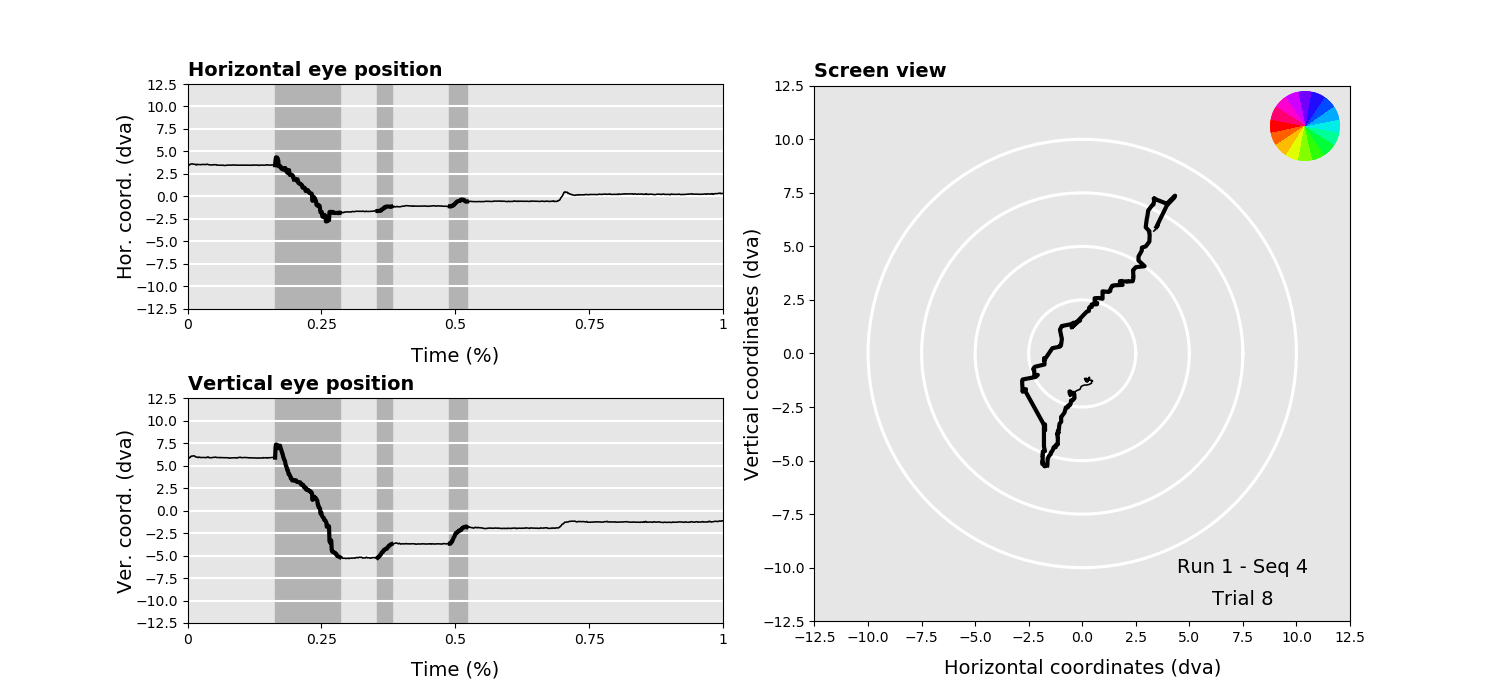 Horizontal eye position
Hor. coord. (dva)
12.5
10.0
7.5
5.0
2.5
0.0
−2.5
−5.0
−7.5
−10.0
−12.5
0 0.25 0.5 0.75 1
Time (%)
Vertical eye position
Ver. coord. (dva)
12.5
10.0
7.5
5.0
2.5
0.0
−2.5
−5.0
−7.5
−10.0
−12.5
0 0.25 0.5 0.75 1
Time (%)
Screen view
Vertical coordinates (dva)
12.5
10.0
7.5
5.0
2.5
0.0
−2.5
−5.0
−7.5
−10.0
−12.5
Run 1 - Seq 4
Trial 8
−12.5 −10.0 −7.5 −5.0 −2.5 0.0 2.5 5.0 7.5 10.0 12.5
Horizontal coordinates (dva)